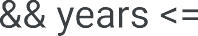 && years <=